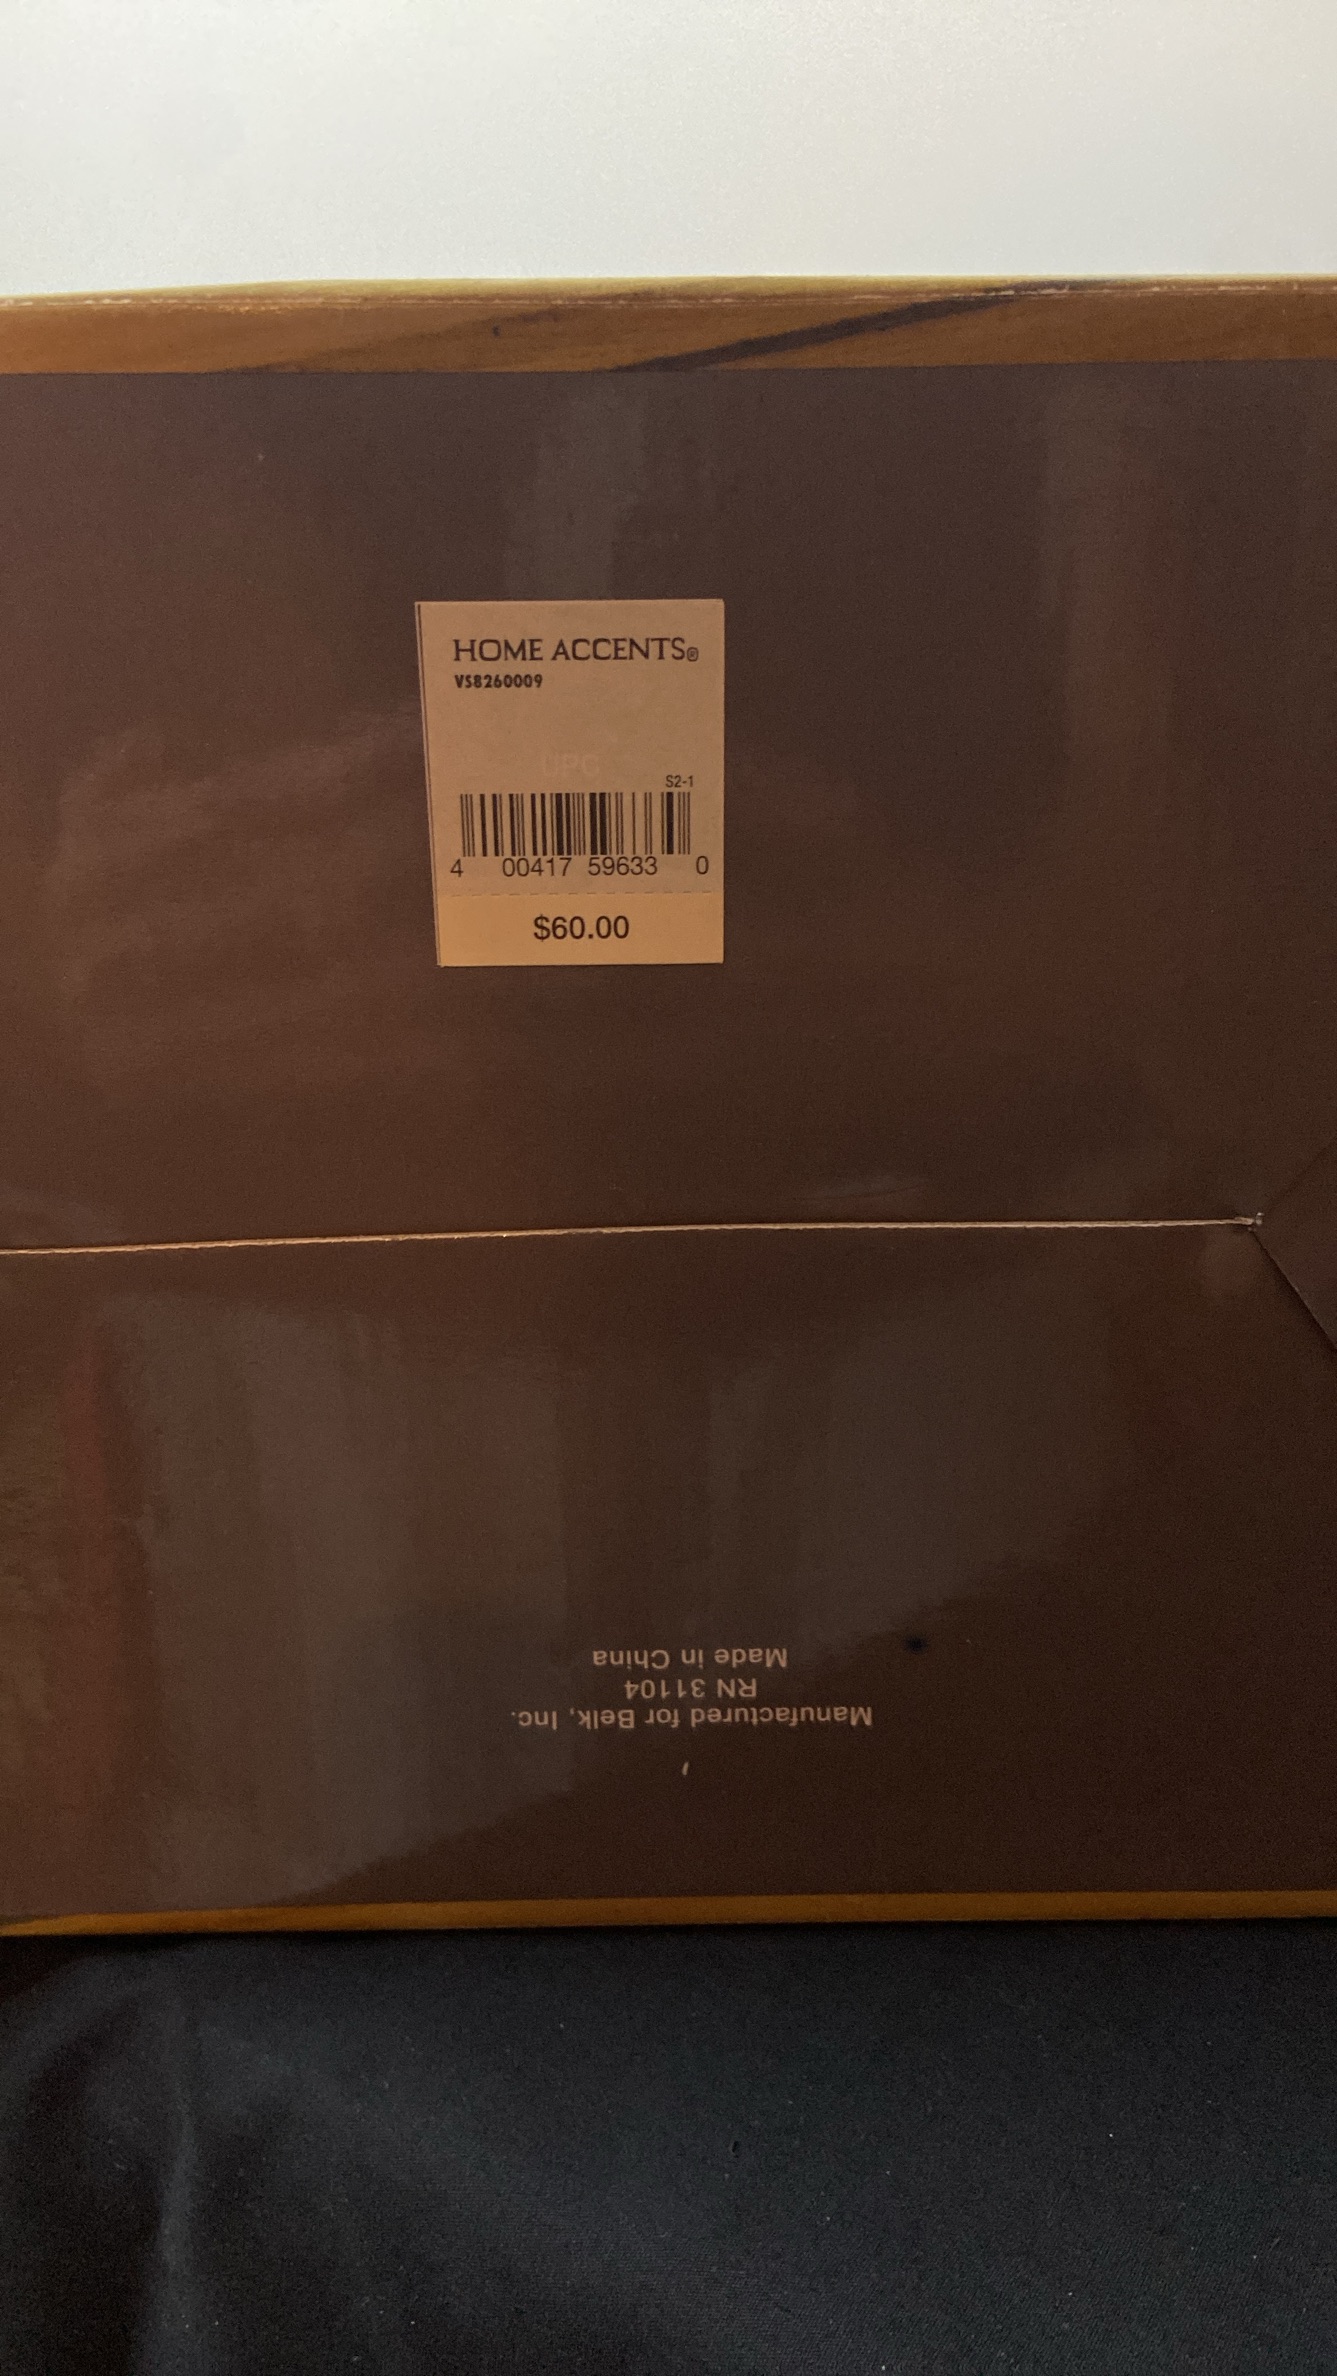 HOME ACCENTS®
VS8260009
UPC
S2-1
4 00417 59633 0
$60.00
Manufactured for Belk, Inc.
RN 31104
Made in China